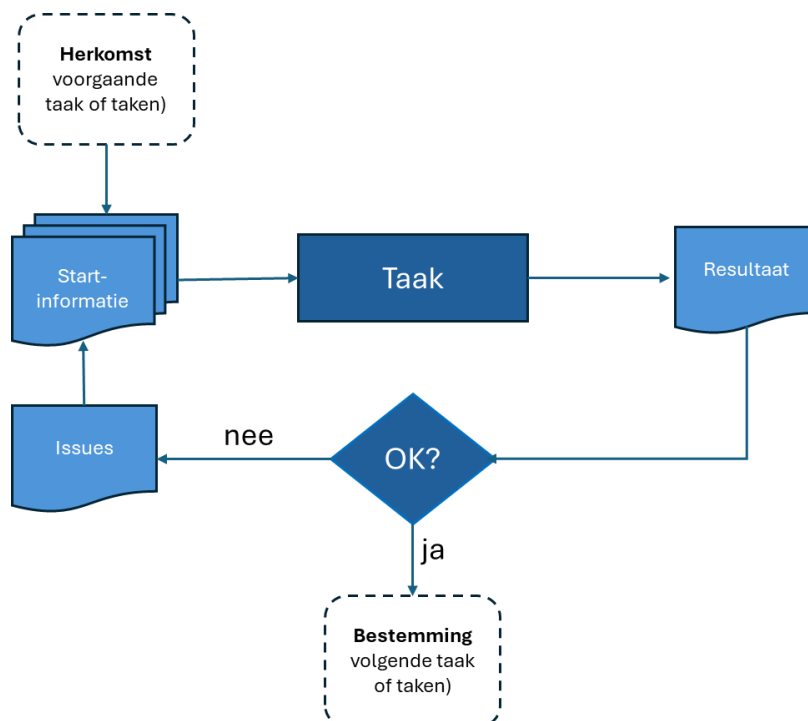 Herkomst
voorgaande
taak of taken)
Start-
informatie
Taak
Resultaat
Issues
nee
OK?
ja
Bestemming
volgende taak
of taken)